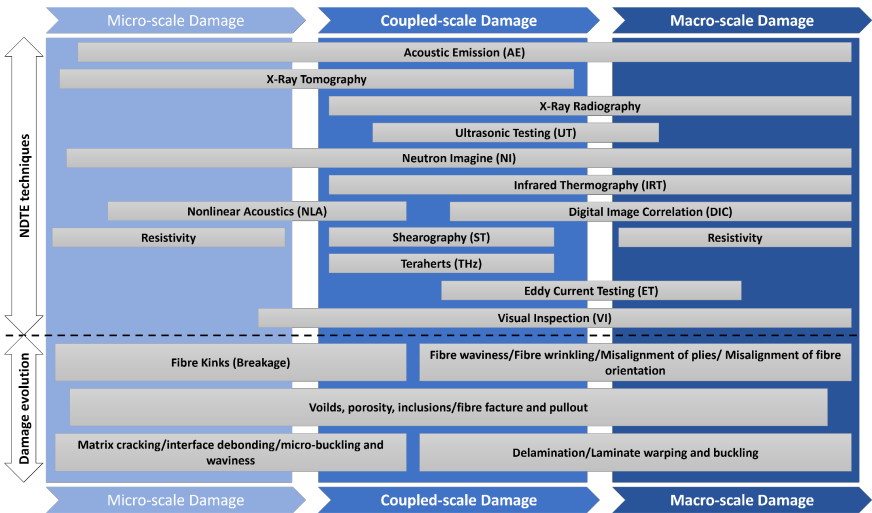 Micro-scale Damage
Coupled-scale Damage
Macro-scale Damage
NDTE techniques
Acoustic Emission (AE)
X-Ray Tomography
X-Ray Radiography
Ultrasonic Testing (UT)
Neutron Imagine (NI)
Infrared Thermography (IRT)
Nonlinear Acoustics (NLA)
Digital Image Correlation (DIC)
Resistivity
Shearography (ST)
Resistivity
Teraherts (THz)
Eddy Current Testing (ET)
Visual Inspection (VI)
Damage evolution
Fibre Kinks (Breakage)
Fibre waviness/Fibre wrinkling/Misalignment of plies/ Misalignment of fibre
orientation
Voilds, porosity, inclusions/fibre facture and pullout
Matrix cracking/interface debonding/micro-buckling and
waviness
Delamination/Laminate warping and buckling
Micro-scale Damage
Coupled-scale Damage
Macro-scale Damage